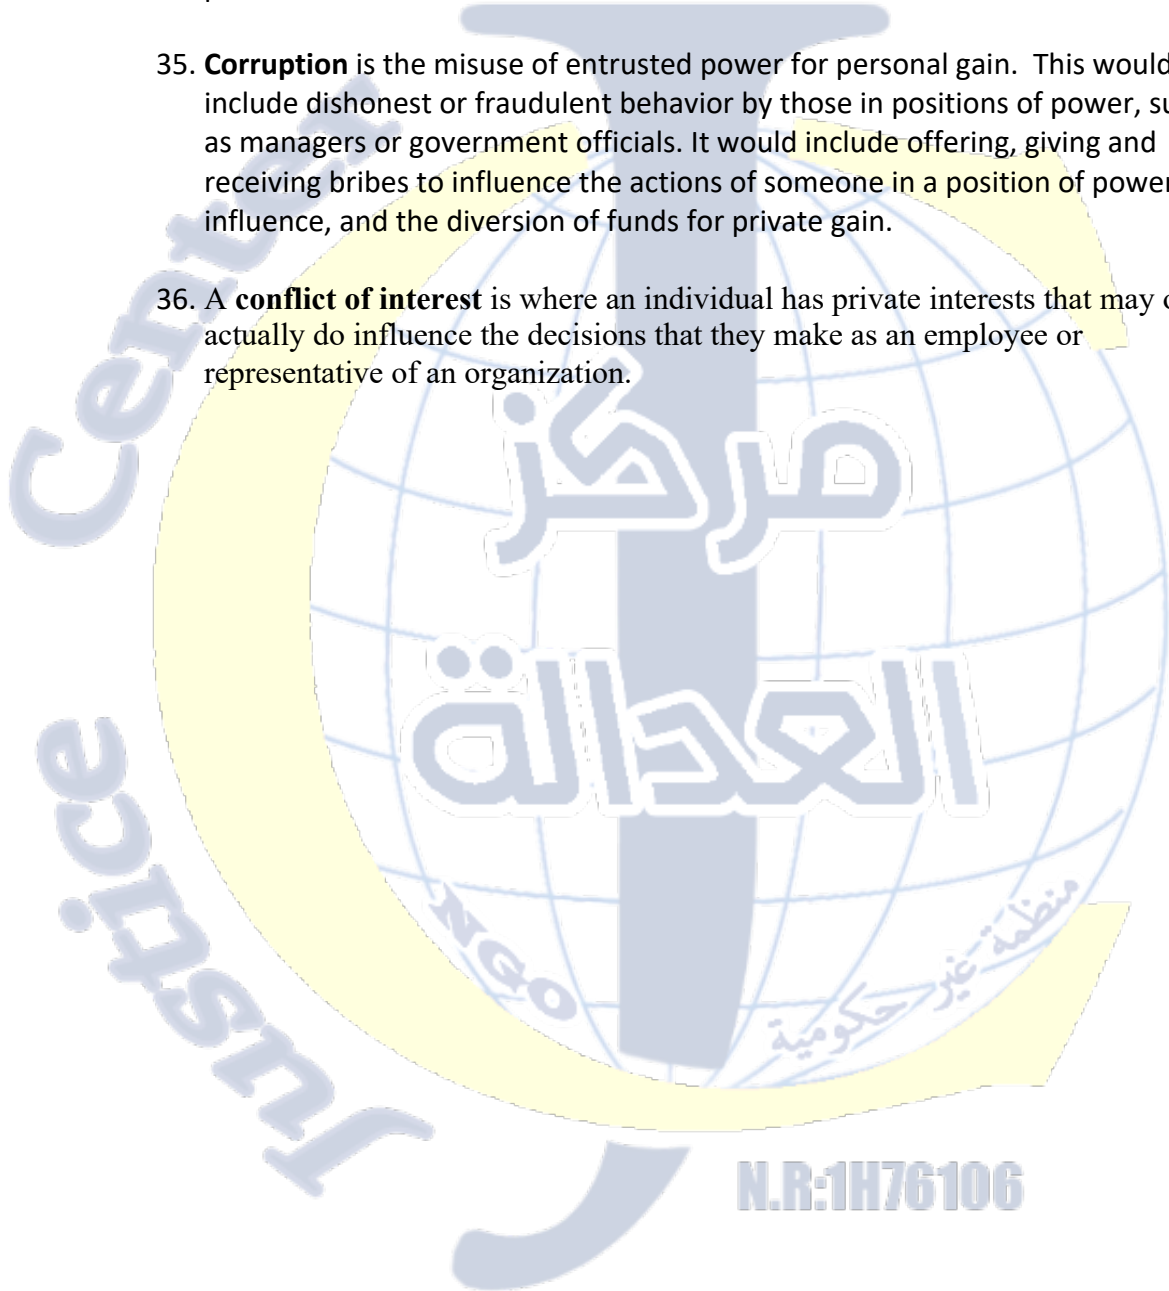 35. Corruption is the misuse of entrusted power for personal gain.  This would
include dishonest or fraudulent behavior by those in positions of power, su
as managers or government officials. It would include offering, giving and
receiving bribes to influence the actions of someone in a position of power
influence, and the diversion of funds for private gain.
36. A conflict of interest is where an individual has private interests that may o
actually do influence the decisions that they make as an employee or
representative of an organization.
Justice Center
مركز
العدالة
NGO
منظمة غير حكومية
N.R:1H76106